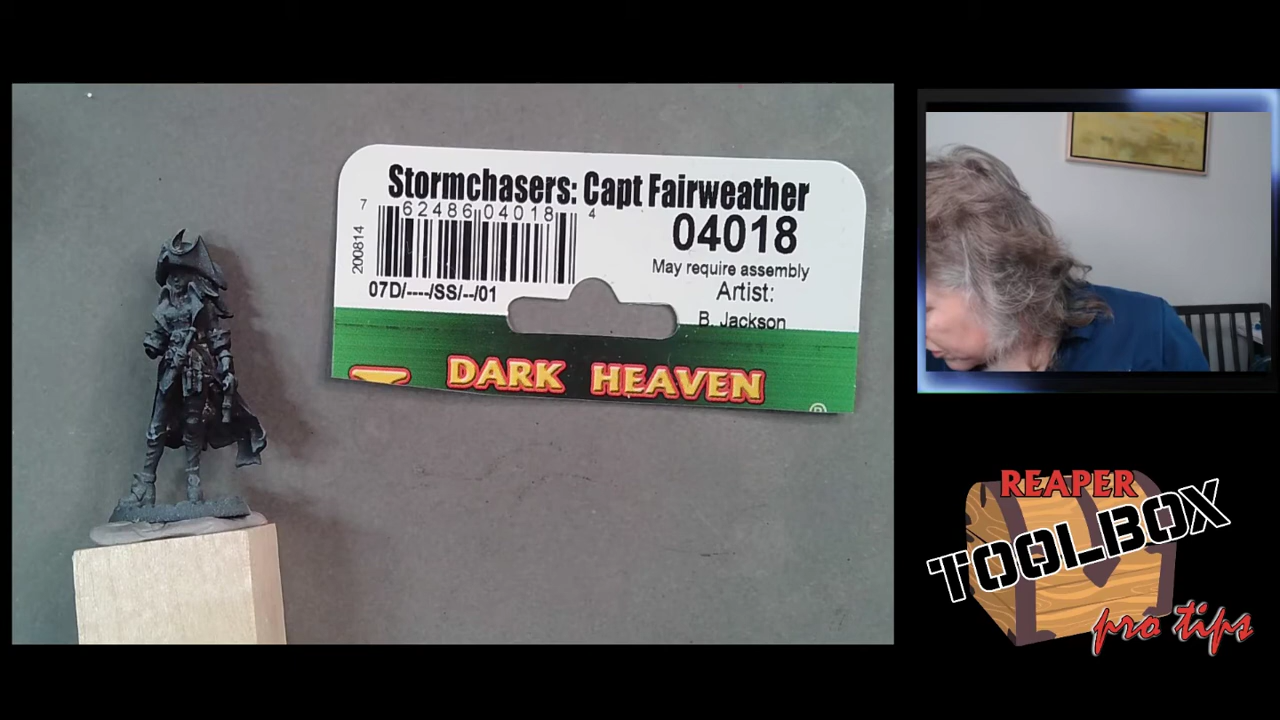 Stormchasers: Capt Fairweather
7 62486 04018 4
04018
200814
May require assembly
Artist:
07D/----/SS/--/01
B. Jackson
DARK HEAVEN
®
REAPER
TOOLBOX
pro tips